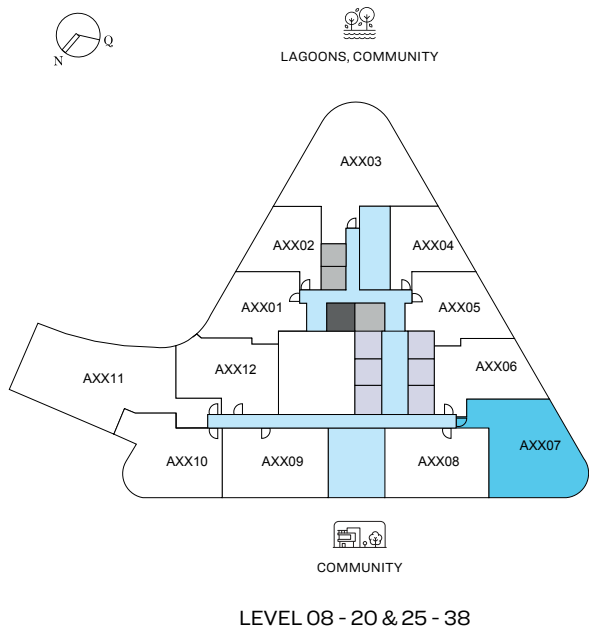 N
Q
LAGOONS, COMMUNITY
AXX03
AXX02
AXX04
AXX01
AXX05
AXX11
AXX12
AXX06
AXX07
AXX10
AXX09
AXX08
COMMUNITY
LEVEL 08 - 20 & 25 - 38